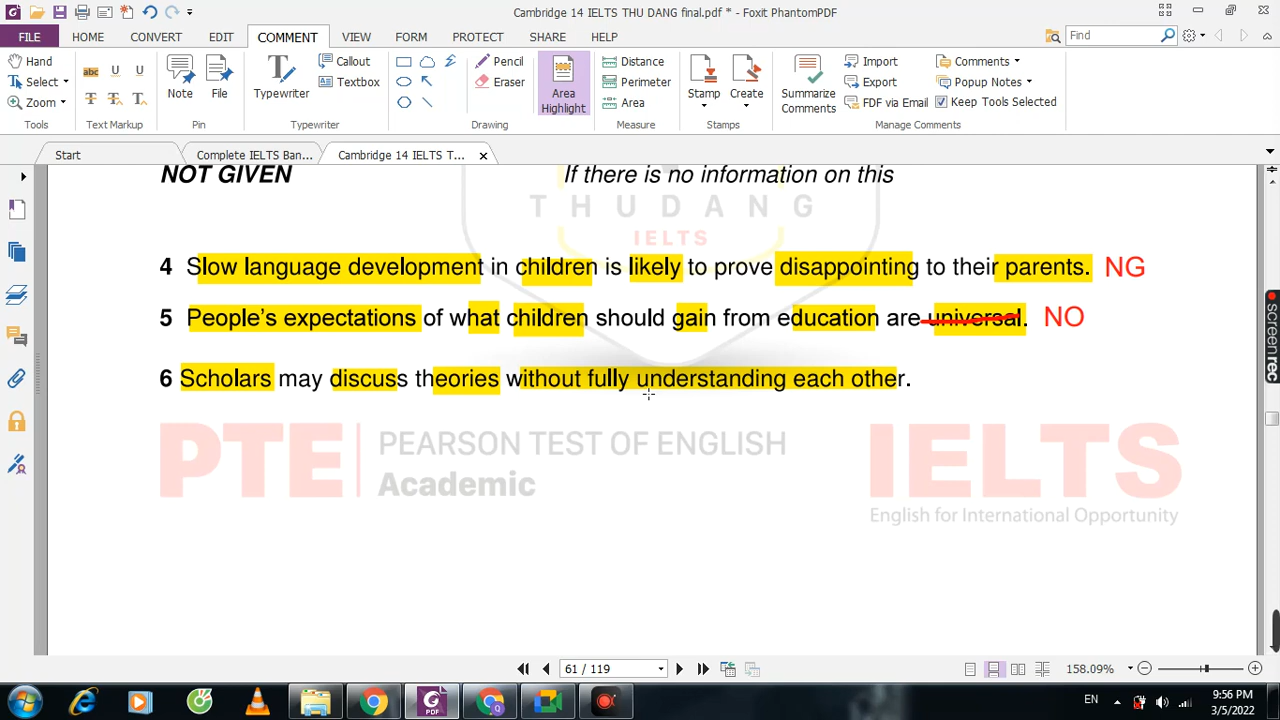 Cambridge 14 IELTS THU DANG final.pdf * - Foxit PhantomPDF
FILE HOME CONVERT EDIT COMMENT VIEW FORM PROTECT SHARE HELP Find
Hand
Select
Zoom
Tools
abc U U
T T T
Text Markup
Note File
Pin
Typewriter
Callout
Textbox
Typewriter
Pencil
Eraser
Drawing
Area Highlight
Distance
Perimeter
Area
Measure
Stamp Create
Stamps
Summarize Comments
Import
Export
FDF via Email
Comments
Popup Notes
Keep Tools Selected
Manage Comments
Start Complete IELTS Ban... Cambridge 14 IELTS T...
NOT GIVEN If there is no information on this
THUDANG
IELTS
4 Slow language development in children is likely to prove disappointing to their parents. NG
5 People's expectations of what children should gain from education are universal. NO
6 Scholars may discuss theories without fully understanding each other.
PTE PEARSON TEST OF ENGLISH
Academic
IELTS
English for International Opportunity
screenrec
61 / 119 158.09%
PDF
EN 9:56 PM
3/5/2022